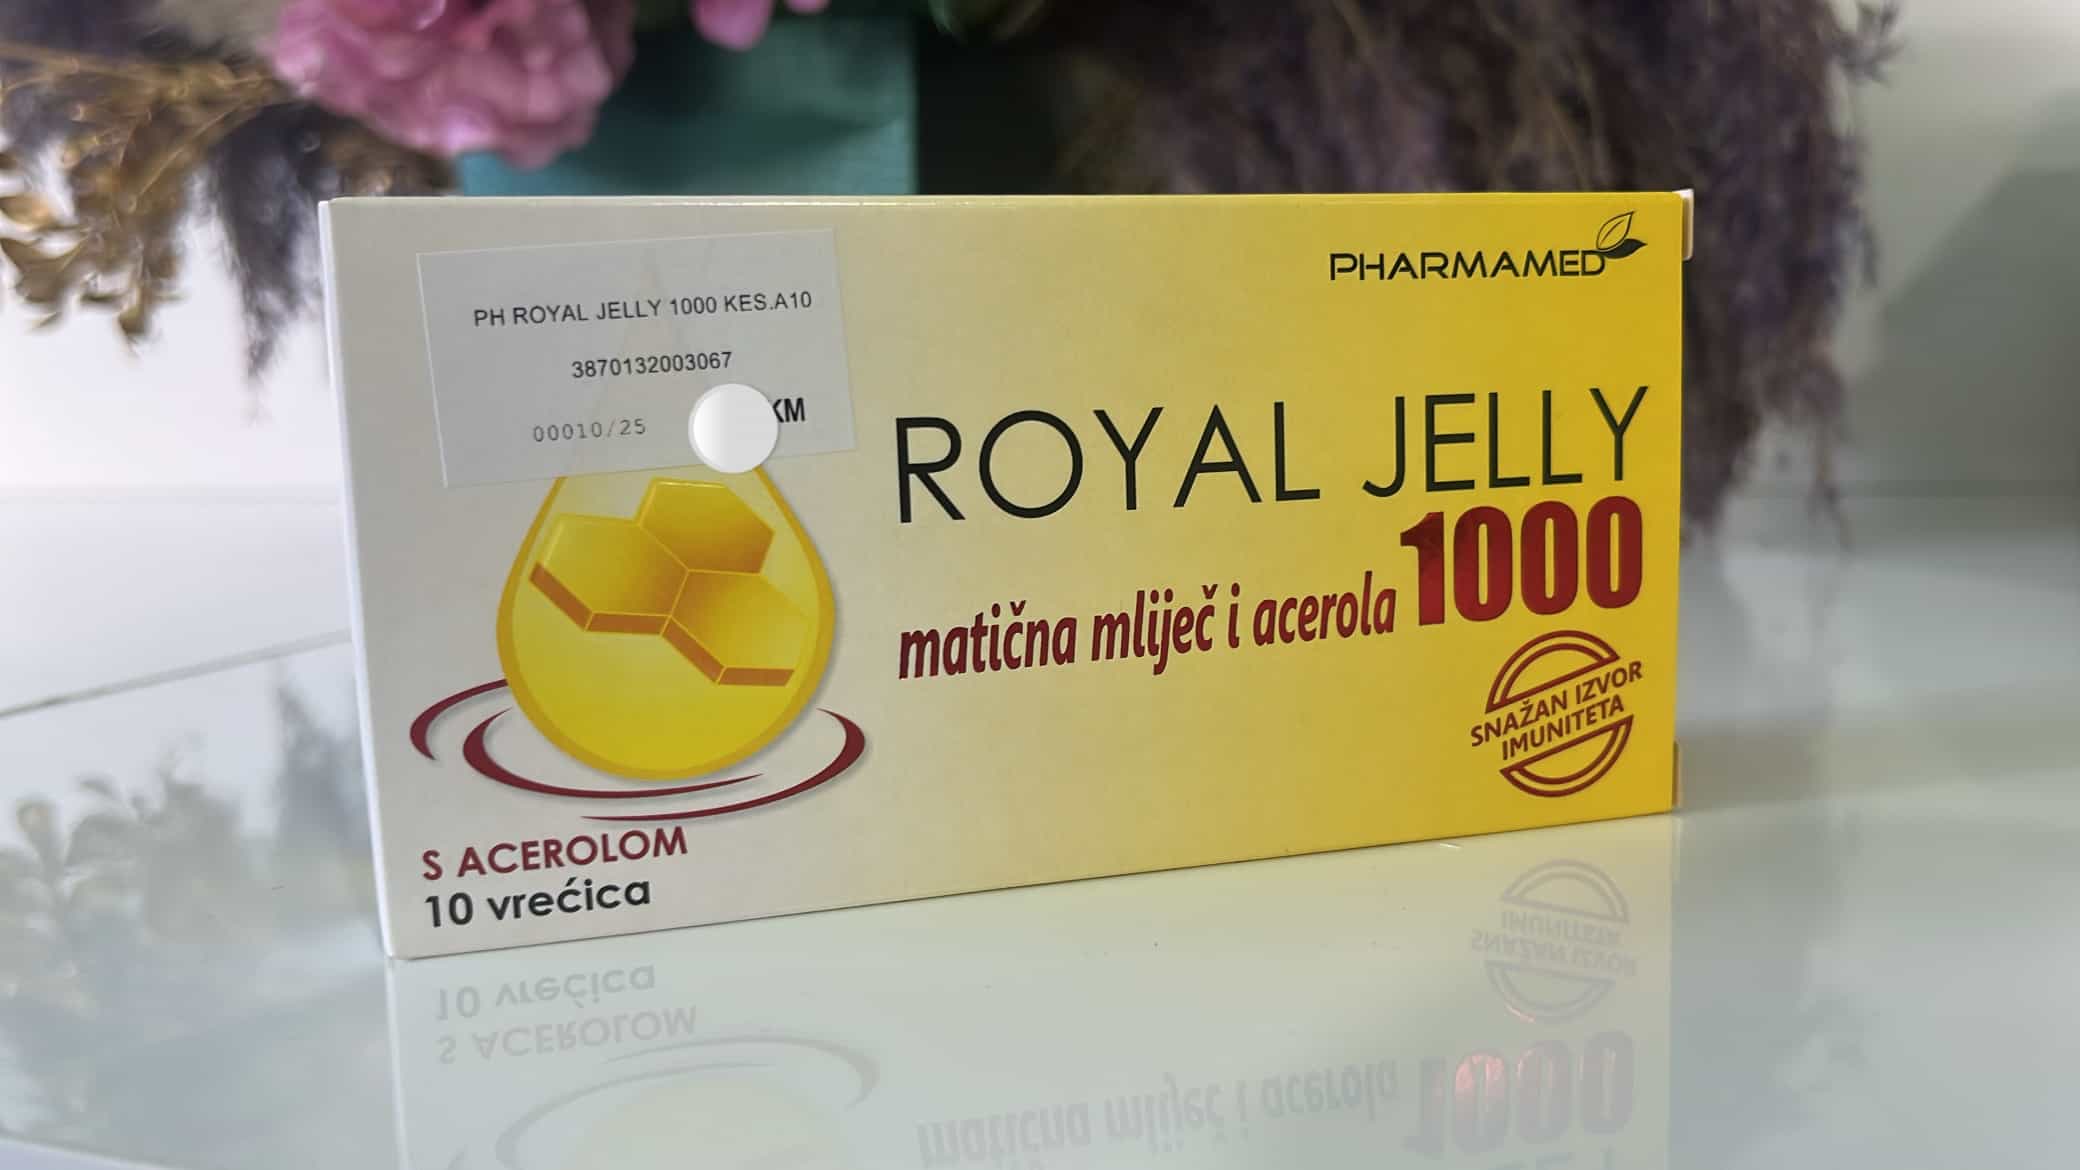 PH ROYAL JELLY 1000 KES.A10
3870132003067
00010/25 KM
PHARMAMED
ROYAL JELLY
1000
matična mliječ i acerola
SNAŽAN IZVOR
IMUNITETA
S ACEROLOM
10 vrećica